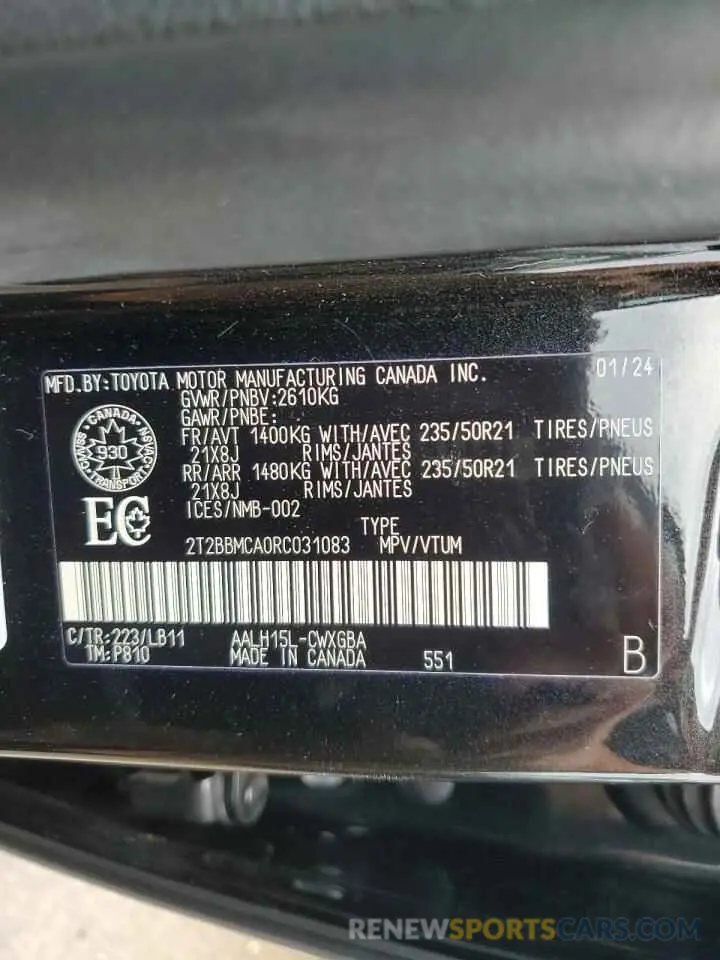 MFD.BY:TOYOTA MOTOR MANUFACTURING CANADA INC. 01/24
GVWR/PNBV:2610KG
GAWR/PNBE:
FR/AVT 1400KG WITH/AVEC 235/50R21 TIRES/PNEUS
21X8J RIMS/JANTES
RR/ARR 1480KG WITH/AVEC 235/50R21 TIRES/PNEUS
21X8J RIMS/JANTES
ICES/NMB-002
CANADA
930
TRANSPORT
CMVSS
NSVAC
EC
TYPE
2T2BBMCA0RC031083 MPV/VTUM
C/TR:223/LB11 AALH15L-CWXGBA
TM:P810 MADE IN CANADA 551 B
RENEWSPORTSCARS.COM